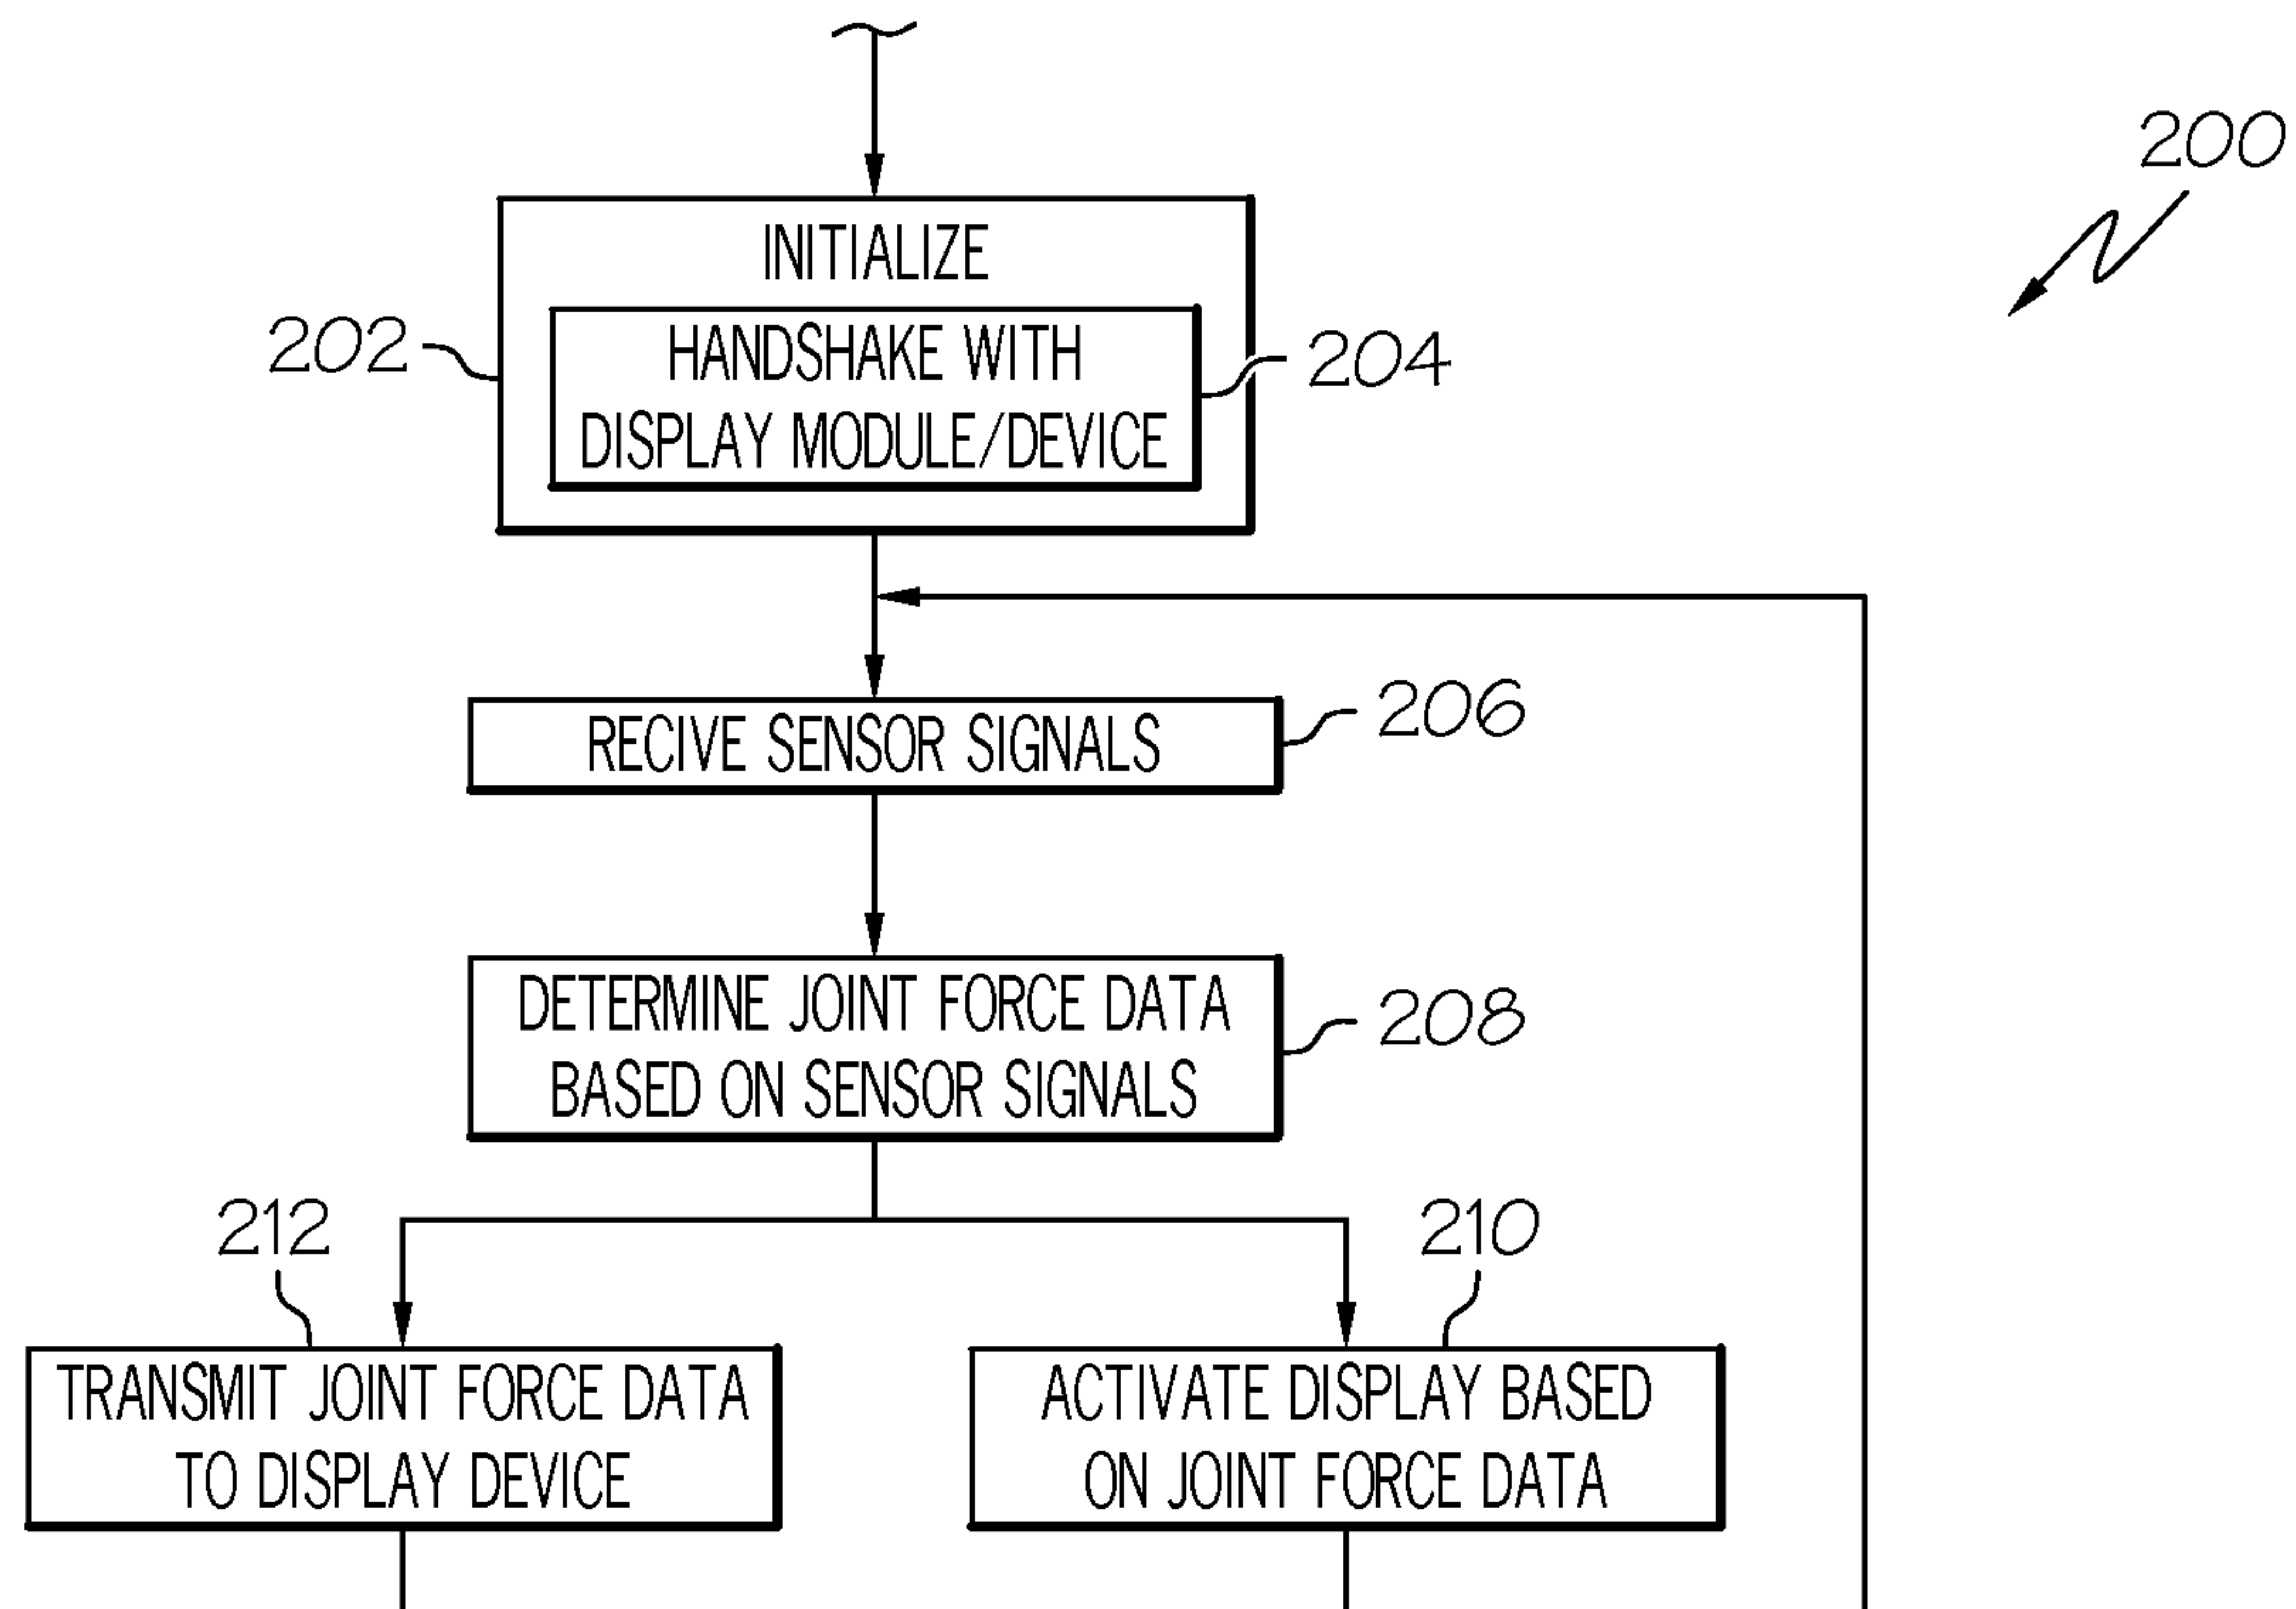 200
INITIALIZE
202
HANDSHAKE WITH
DISPLAY MODULE/DEVICE
204
RECIVE SENSOR SIGNALS
206
DETERMINE JOINT FORCE DATA
BASED ON SENSOR SIGNALS
208
212
210
TRANSMIT JOINT FORCE DATA
TO DISPLAY DEVICE
ACTIVATE DISPLAY BASED
ON JOINT FORCE DATA